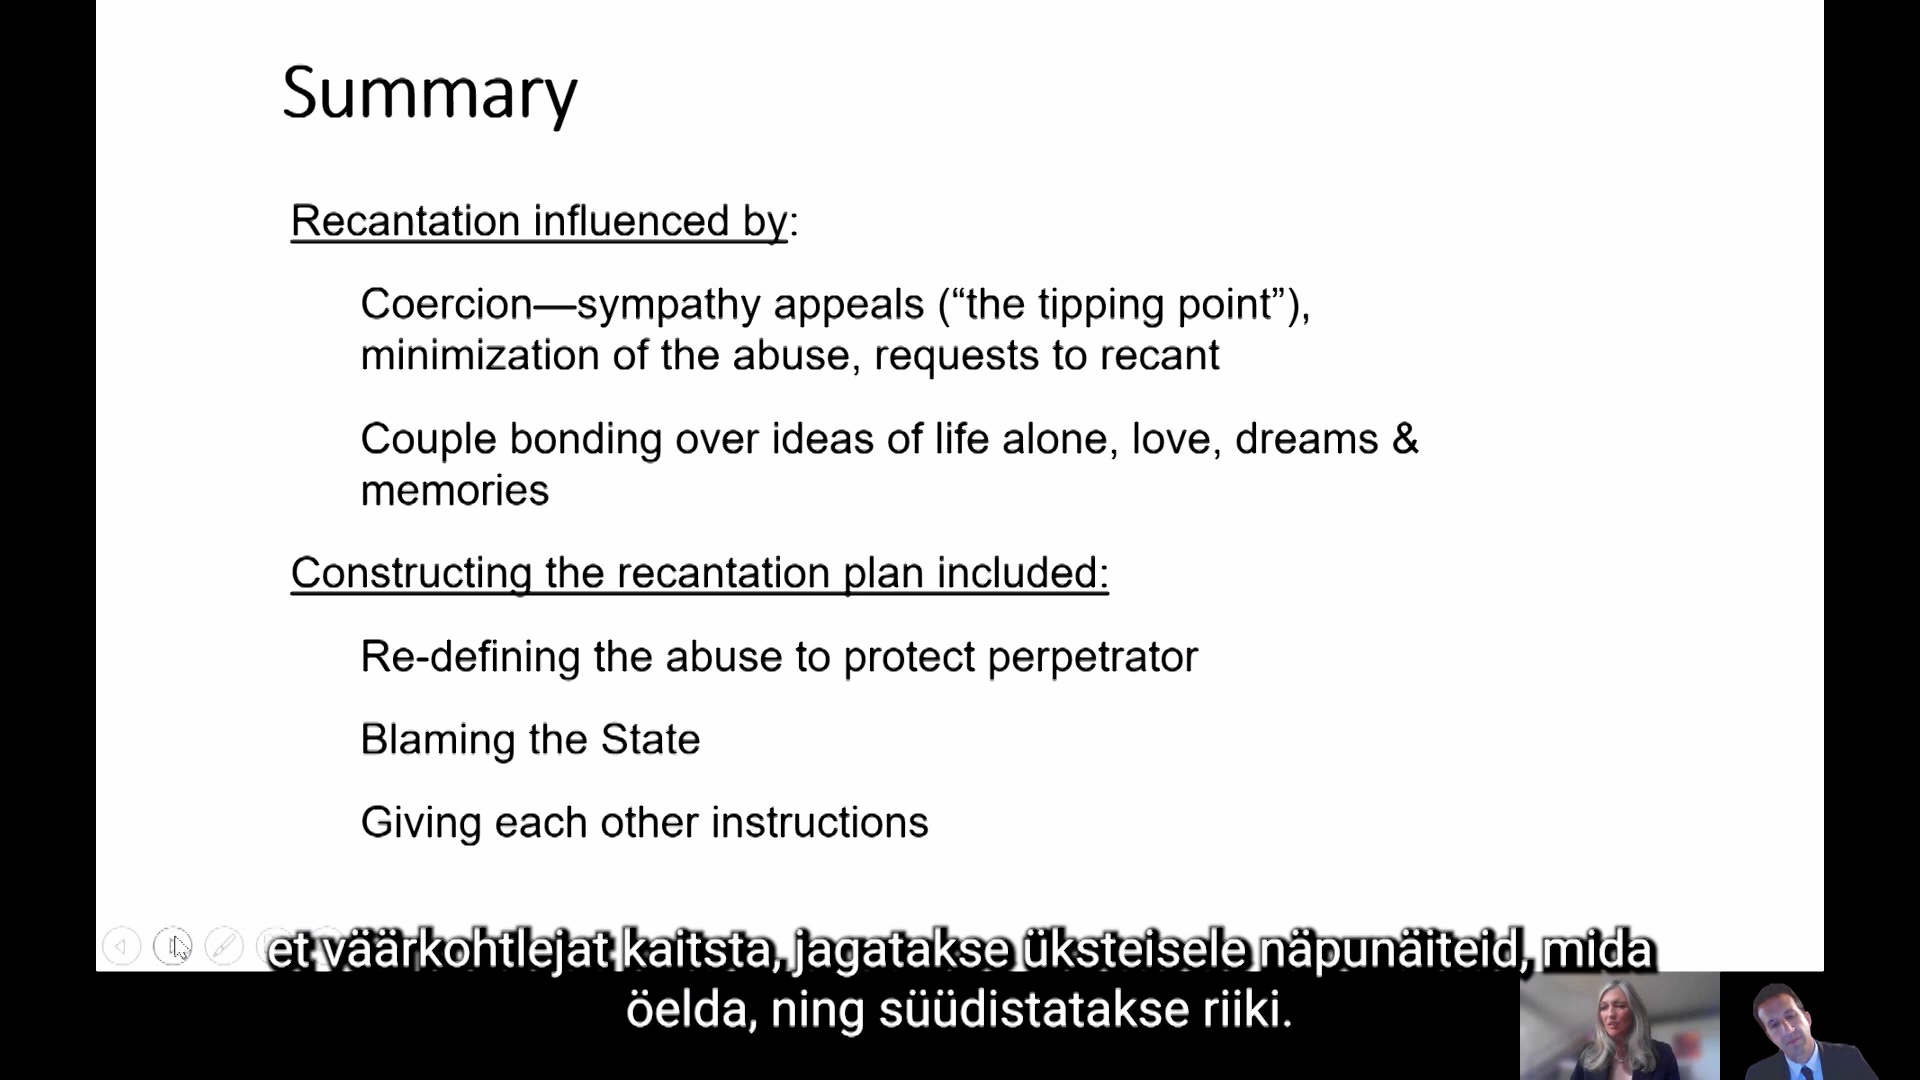 Summary
Recantation influenced by:
Coercion—sympathy appeals (“the tipping point”),
minimization of the abuse, requests to recant
Couple bonding over ideas of life alone, love, dreams &
memories
Constructing the recantation plan included:
Re-defining the abuse to protect perpetrator
Blaming the State
Giving each other instructions
et väärkohtlejat kaitsta, jagatakse üksteisele näpunäiteid, mida
öelda, ning süüdistatakse riiki.